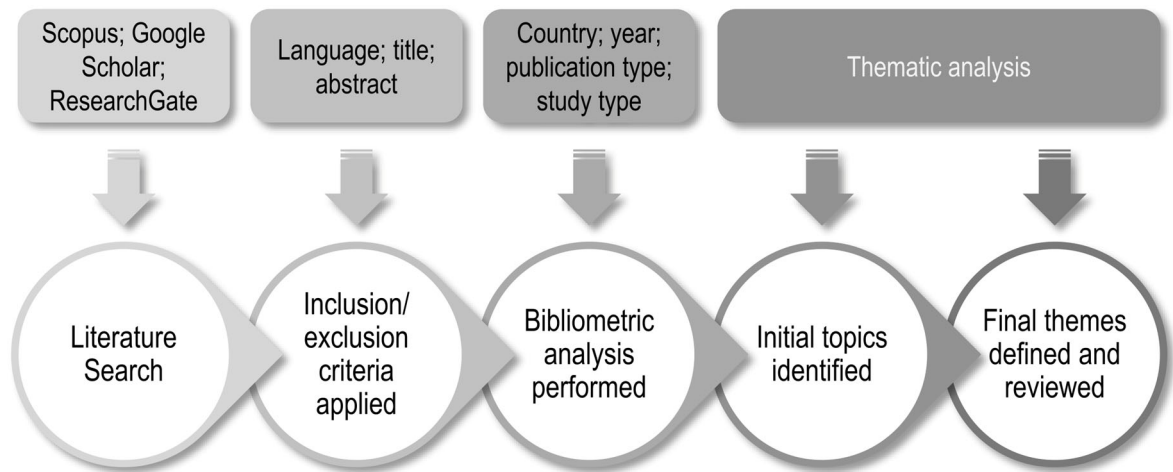 Scopus; Google
Scholar;
ResearchGate
Language; title;
abstract
Country; year;
publication type;
study type
Thematic analysis
Literature
Search
Inclusion/
exclusion
criteria
applied
Bibliometric
analysis
performed
Initial topics
identified
Final themes
defined and
reviewed